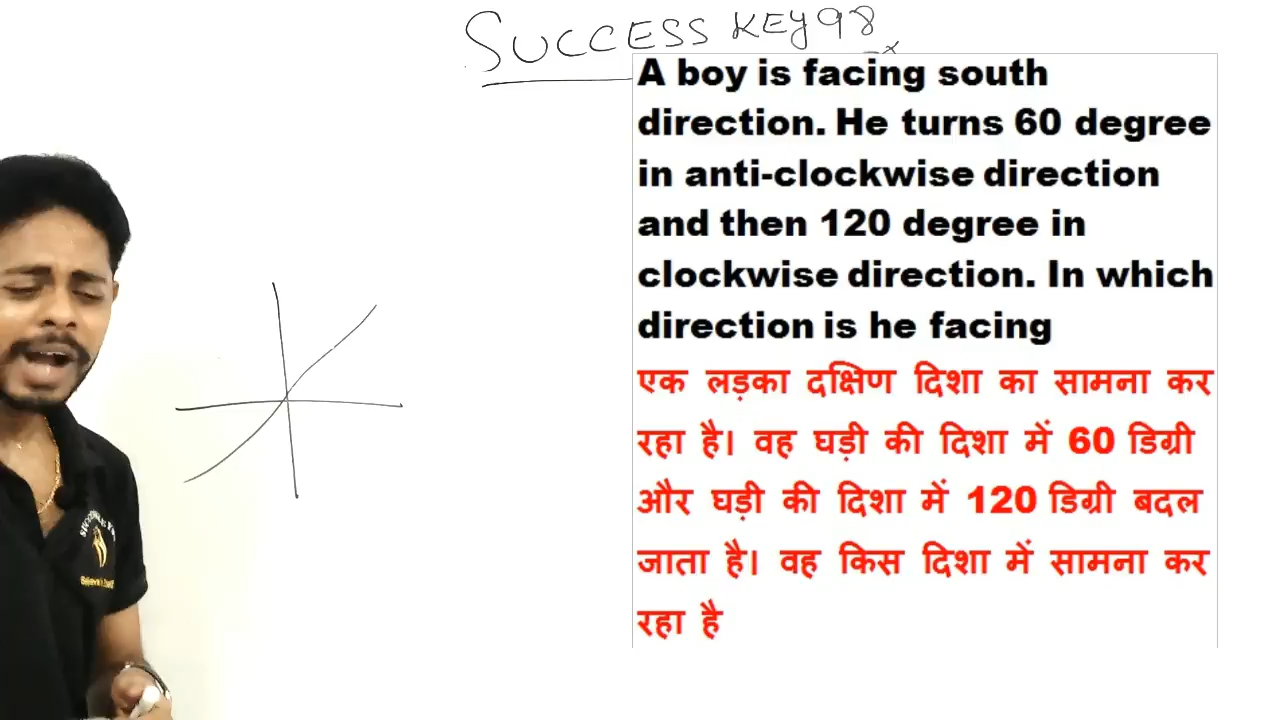 SUCCESS KEY98
A boy is facing south
direction. He turns 60 degree
in anti-clockwise direction
and then 120 degree in
clockwise direction. In which
direction is he facing
एक लड़का दक्षिण दिशा का सामना कर
रहा है। वह घड़ी की दिशा में 60 डिग्री
और घड़ी की दिशा में 120 डिग्री बदल
जाता है। वह किस दिशा में सामना कर
रहा है